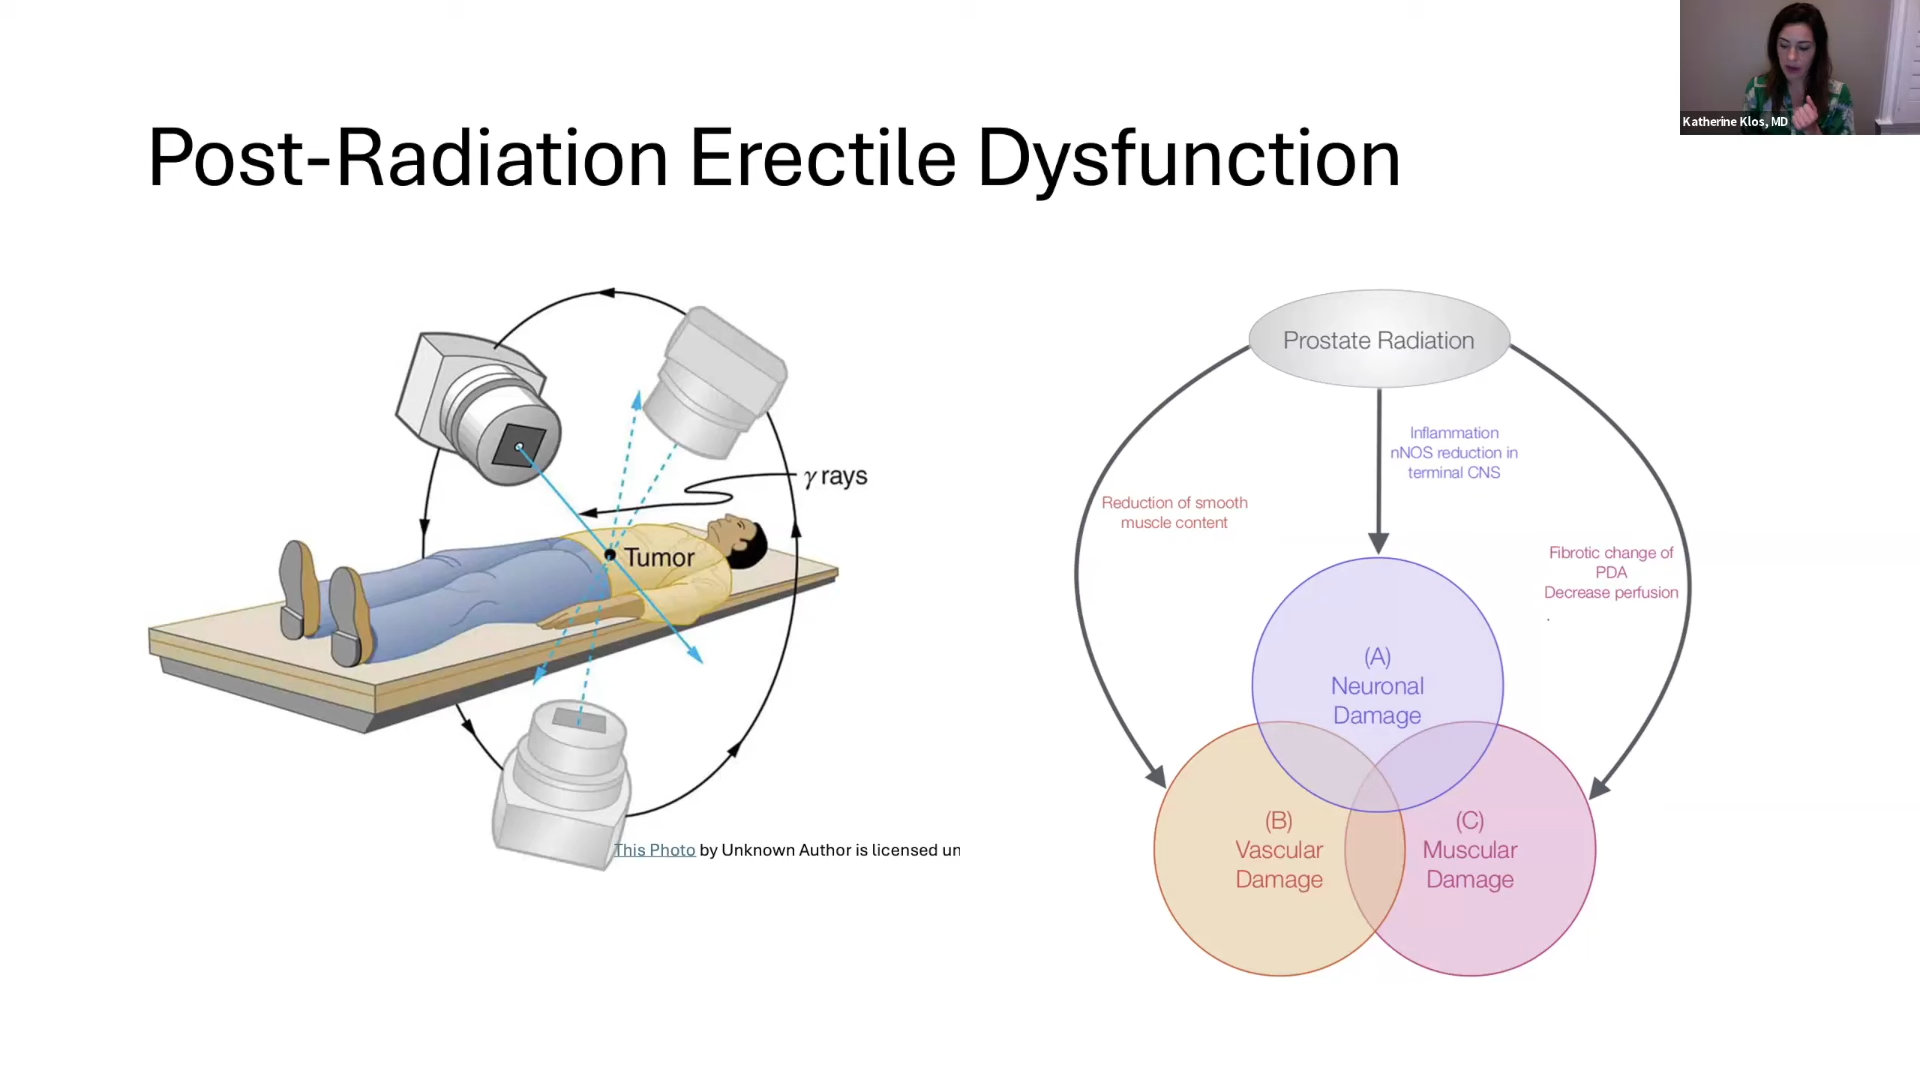 Katherine Klos, MD
Post-Radiation Erectile Dysfunction
γ rays
Tumor
This Photo by Unknown Author is licensed un
Prostate Radiation
Inflammation
nNOS reduction in
terminal CNS
Reduction of smooth
muscle content
Fibrotic change of
PDA
Decrease perfusion
.
(A)
Neuronal
Damage
(B)
Vascular
Damage
(C)
Muscular
Damage